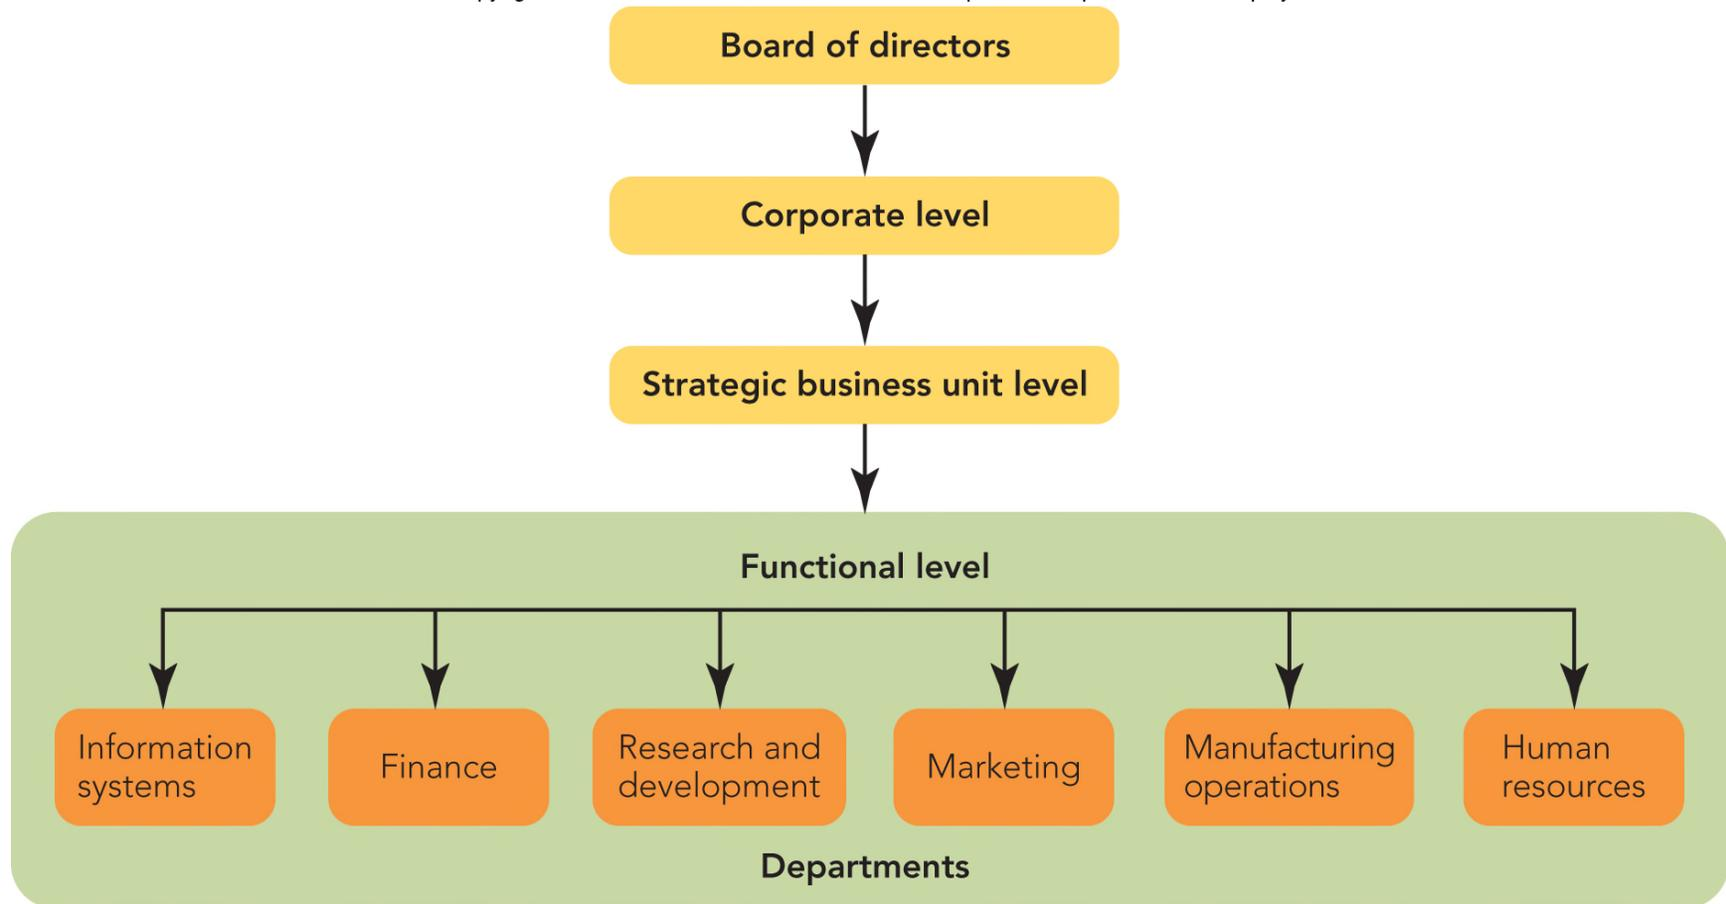 Board of directors
Corporate level
Strategic business unit level
Functional level
Information
systems
Finance
Research and
development
Marketing
Manufacturing
operations
Human
resources
Departments